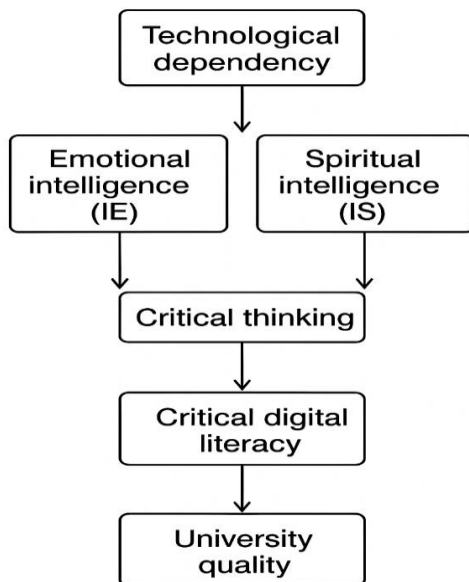 Technological
dependency
Emotional
intelligence
(IE)
Spiritual
intelligence
(IS)
Critical thinking
Critical digital
literacy
University
quality